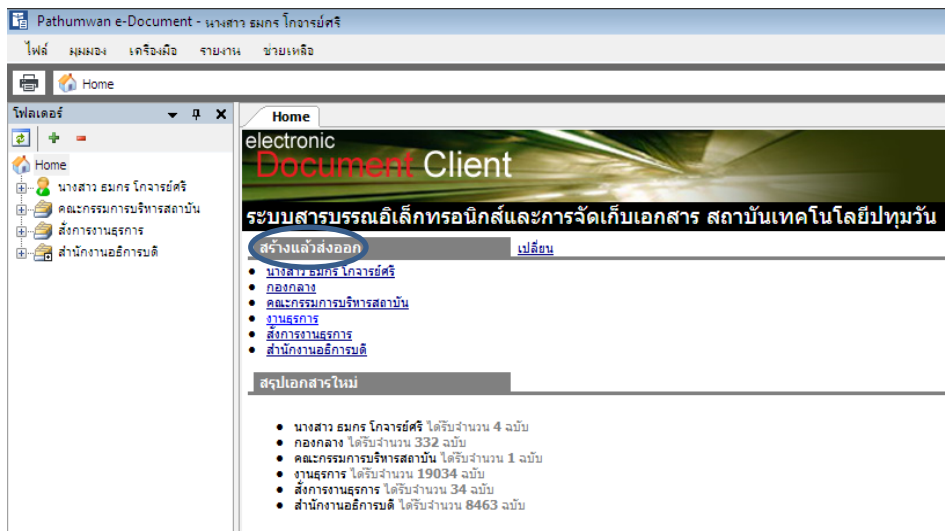 Pathumwan e-Document - นางสาว ธมกร โกจารย์ศรี
ไฟล์ มุมมอง เครื่องมือ รายงาน ช่วยเหลือ
Home
โฟลเดอร์
Home
นางสาว ธมกร โกจารย์ศรี
คณะกรรมการบริหารสถาบัน
สั่งการงานธุรการ
สำนักงานอธิการบดี
Home
electronic
Document Client
ระบบสารบรรณอิเล็กทรอนิกส์และการจัดเก็บเอกสาร สถาบันเทคโนโลยีปทุมวัน
สร้างแล้วส่งออก เปลี่ยน
นางสาว ธมกร โกจารย์ศรี
กองกลาง
คณะกรรมการบริหารสถาบัน
งานธุรการ
สั่งการงานธุรการ
สำนักงานอธิการบดี
สรุปเอกสารใหม่
นางสาว ธมกร โกจารย์ศรี ได้รับจำนวน 4 ฉบับ
กองกลาง ได้รับจำนวน 332 ฉบับ
คณะกรรมการบริหารสถาบัน ได้รับจำนวน 1 ฉบับ
งานธุรการ ได้รับจำนวน 19034 ฉบับ
สั่งการงานธุรการ ได้รับจำนวน 34 ฉบับ
สำนักงานอธิการบดี ได้รับจำนวน 8463 ฉบับ